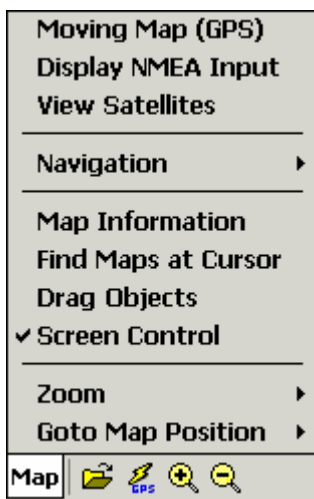 Moving Map (GPS)
Display NMEA Input
View Satellites
Navigation
Map Information
Find Maps at Cursor
Drag Objects
Screen Control
Zoom
Goto Map Position
Map
GPS